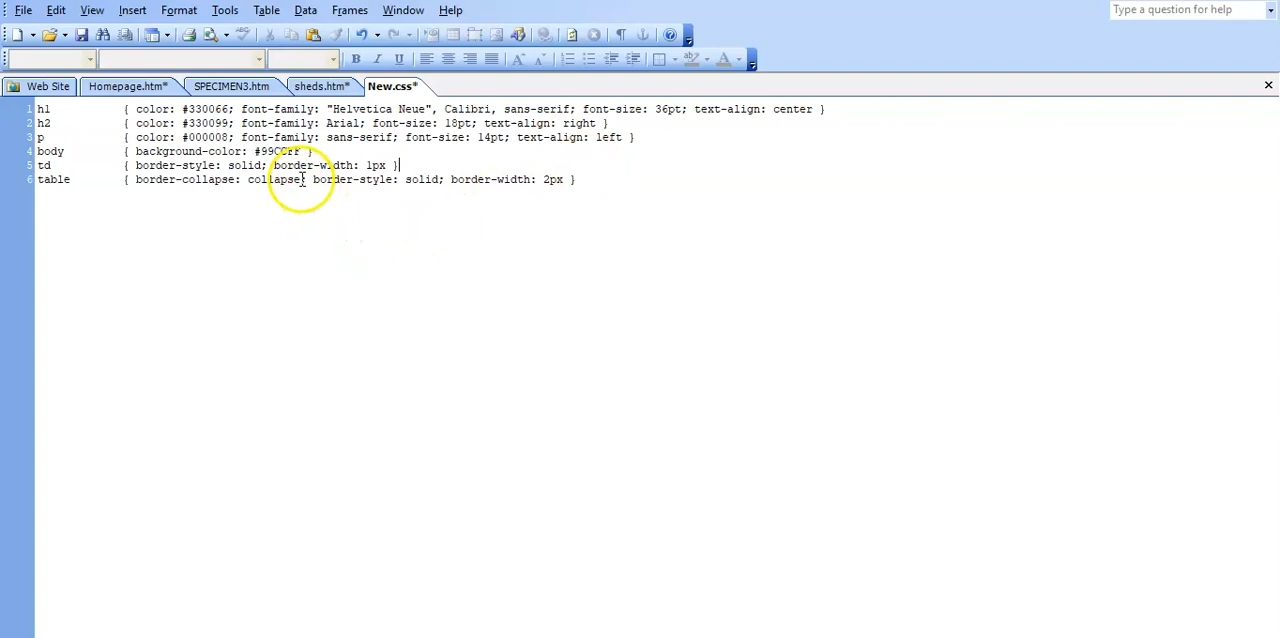 File Edit View Insert Format Tools Table Data Frames Window Help Type a question for help
B I U A A A
Web Site Homepage.htm* SPECIMEN3.htm sheds.htm* New.css*
1 h1 { color: #330066; font-family: "Helvetica Neue", Calibri, sans-serif; font-size: 36pt; text-align: center }
2 h2 { color: #330099; font-family: Arial; font-size: 18pt; text-align: right }
3 p { color: #000008; font-family: sans-serif; font-size: 14pt; text-align: left }
4 body { background-color: #99CCff }
5 td { border-style: solid; border-width: 1px }
6 table { border-collapse: collapse; border-style: solid; border-width: 2px }